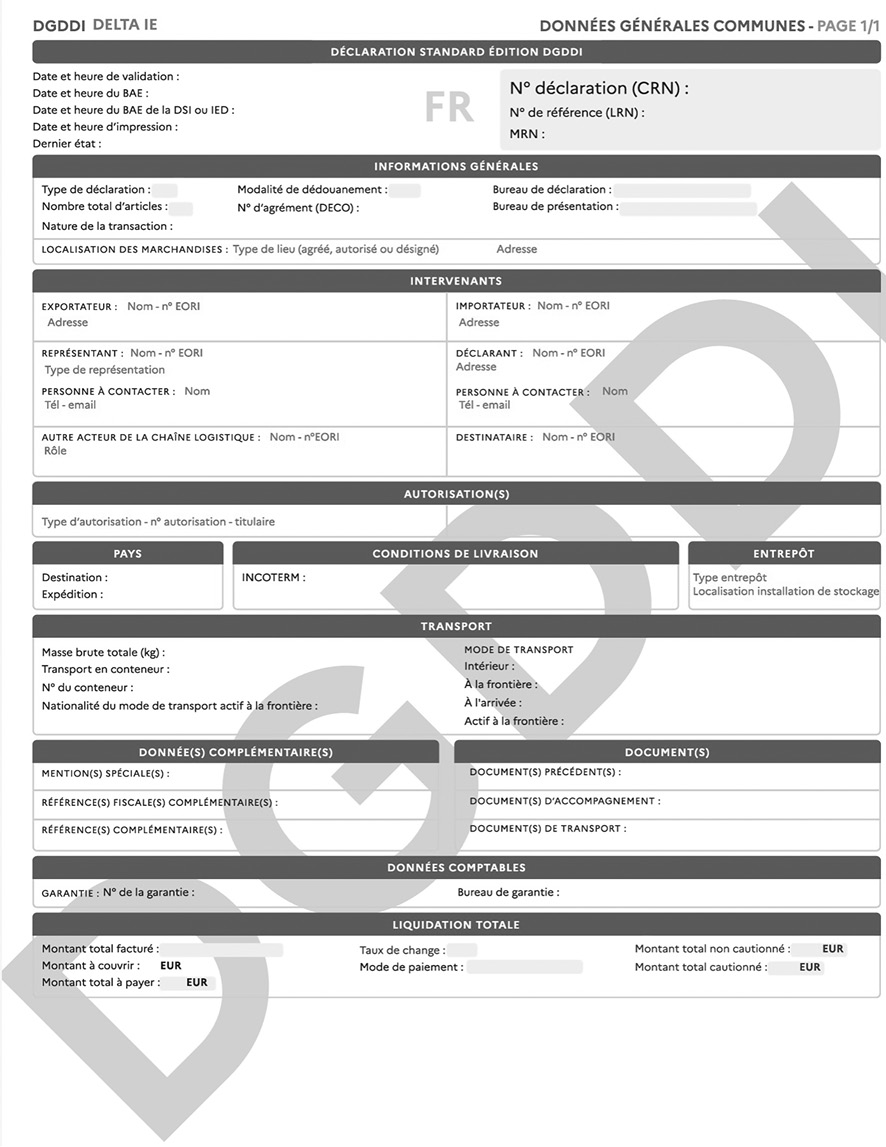 DGDDI DELTA IE
DONNÉES GÉNÉRALES COMMUNES - PAGE 1/1
DÉCLARATION STANDARD ÉDITION DGDDI
Date et heure de validation :
Date et heure du BAE :
Date et heure du BAE de la DSI ou IED :
Date et heure d'impression :
Dernier état :
FR
N° déclaration (CRN) :
N° de référence (LRN) :
MRN :
INFORMATIONS GÉNÉRALES
Type de déclaration : Modalité de dédouanement : Bureau de déclaration :
Nombre total d'articles : N° d'agrément (DECO) : Bureau de présentation :
Nature de la transaction :
LOCALISATION DES MARCHANDISES : Type de lieu (agréé, autorisé ou désigné) Adresse
INTERVENANTS
EXPORTATEUR : Nom - n° EORI
Adresse
IMPORTATEUR : Nom - n° EORI
Adresse
REPRÉSENTANT : Nom - n° EORI
Type de représentation
PERSONNE À CONTACTER : Nom
Tél - email
DÉCLARANT : Nom - n° EORI
Adresse
PERSONNE À CONTACTER : Nom
Tél - email
AUTRE ACTEUR DE LA CHAÎNE LOGISTIQUE : Nom - n°EORI
Rôle
DESTINATAIRE : Nom - n° EORI
AUTORISATION(S)
Type d'autorisation - n° autorisation - titulaire
PAYS
Destination :
Expédition :
CONDITIONS DE LIVRAISON
INCOTERM :
ENTREPÔT
Type entrepôt
Localisation installation de stockage
TRANSPORT
Masse brute totale (kg) :
Transport en conteneur :
N° du conteneur :
Nationalité du mode de transport actif à la frontière :
MODE DE TRANSPORT
Intérieur :
À la frontière :
À l'arrivée :
Actif à la frontière :
DONNÉE(S) COMPLÉMENTAIRE(S)
MENTION(S) SPÉCIALE(S) :
RÉFÉRENCE(S) FISCALE(S) COMPLÉMENTAIRE(S) :
RÉFÉRENCE(S) COMPLÉMENTAIRE(S) :
DOCUMENT(S)
DOCUMENT(S) PRÉCÉDENT(S) :
DOCUMENT(S) D'ACCOMPAGNEMENT :
DOCUMENT(S) DE TRANSPORT :
DONNÉES COMPTABLES
GARANTIE : N° de la garantie : Bureau de garantie :
LIQUIDATION TOTALE
Montant total facturé : Taux de change : Montant total non cautionné : EUR
Montant à couvrir : EUR Mode de paiement : Montant total cautionné : EUR
Montant total à payer : EUR
DGDDI